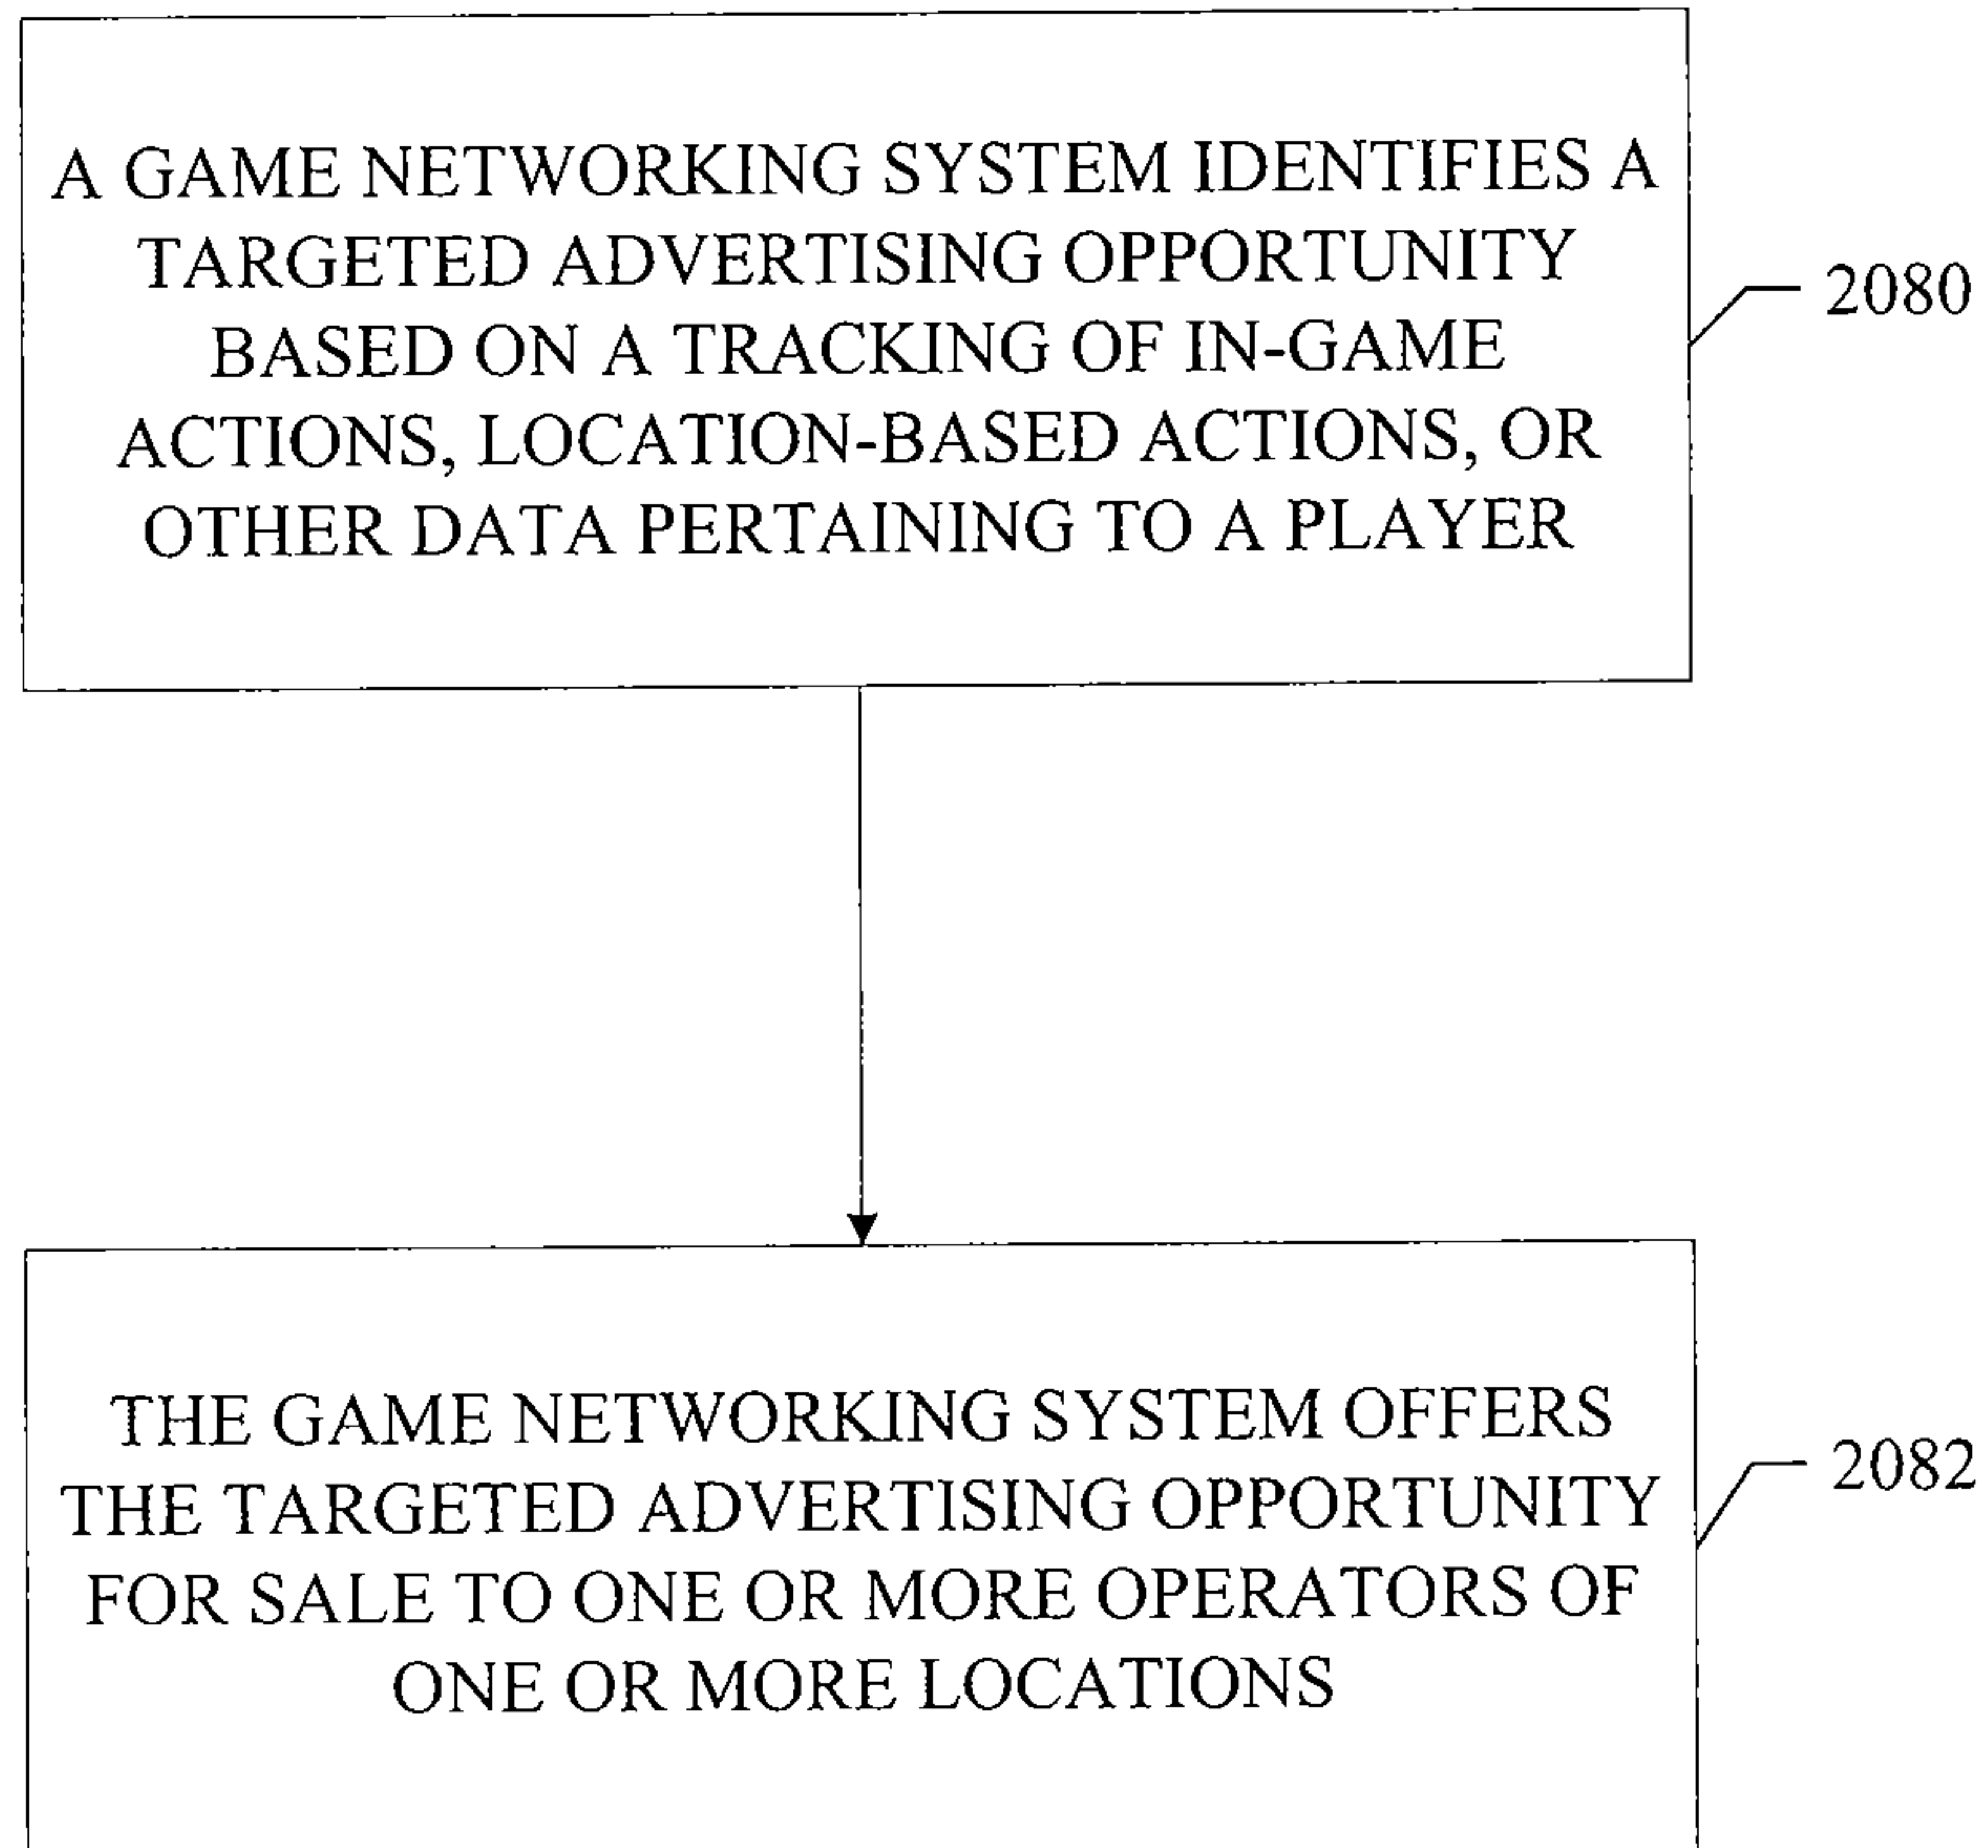 A GAME NETWORKING SYSTEM IDENTIFIES A
TARGETED ADVERTISING OPPORTUNITY
BASED ON A TRACKING OF IN-GAME
ACTIONS, LOCATION-BASED ACTIONS, OR
OTHER DATA PERTAINING TO A PLAYER
2080
THE GAME NETWORKING SYSTEM OFFERS
THE TARGETED ADVERTISING OPPORTUNITY
FOR SALE TO ONE OR MORE OPERATORS OF
ONE OR MORE LOCATIONS
2082